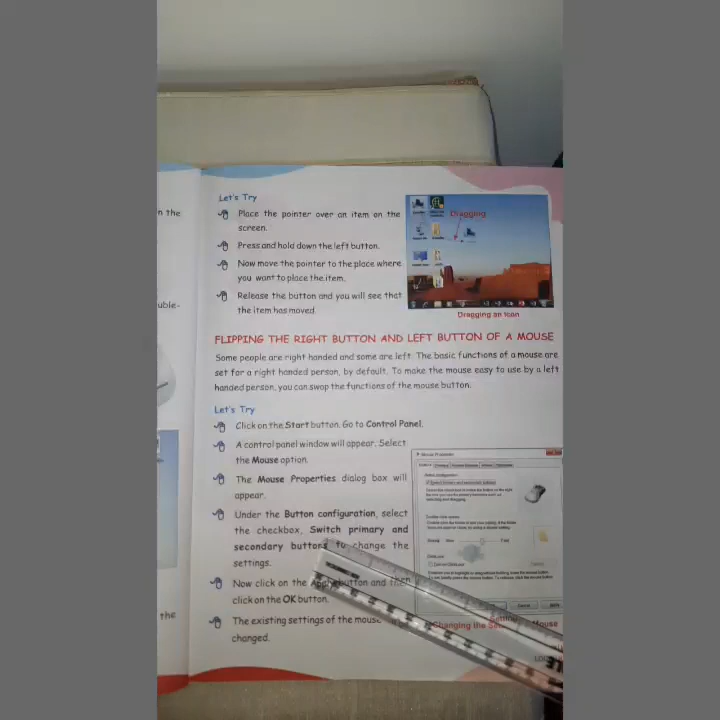 n the
uble-
the
Let's Try
Place the pointer over an item on the
screen.
Press and hold down the left button.
Now move the pointer to the place where
you want to place the item.
Release the button and you will see that
the item has moved.
Dragging
Dragging an Icon
FLIPPING THE RIGHT BUTTON AND LEFT BUTTON OF A MOUSE
Some people are right handed and some are left. The basic functions of a mouse are
set for a right handed person, by default. To make the mouse easy to use by a left
handed person, you can swop the functions of the mouse button.
Let's Try
Click on the Start button. Go to Control Panel.
A control panel window will appear. Select
the Mouse option.
The Mouse Properties dialog box will
appear.
Under the Button configuration, select
the checkbox, Switch primary and
secondary buttons to change the
settings.
Now click on the button and then
click on the OK button.
The existing settings of the mouse
changed.
Mouse Properties
Changing the Mouse